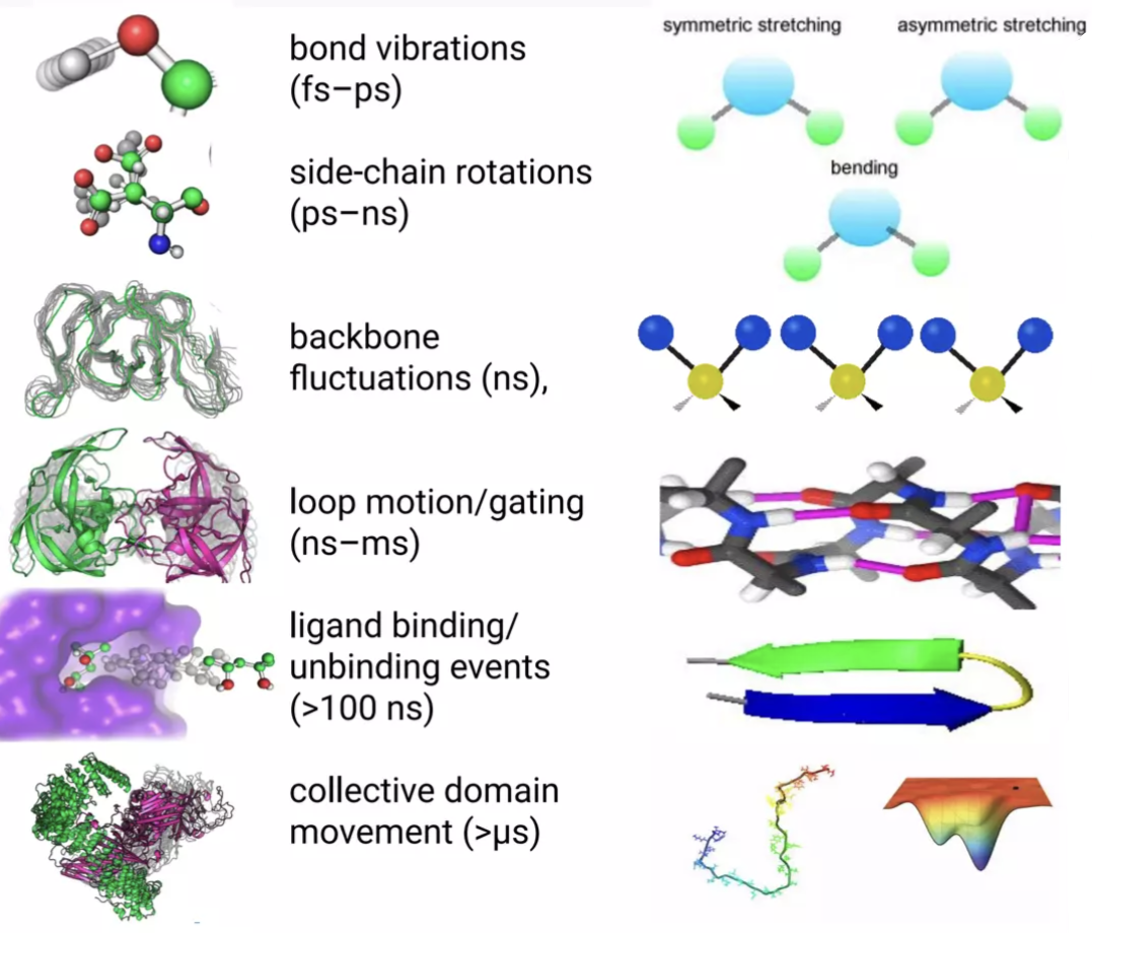 bond vibrations
(fs–ps)
side-chain rotations
(ps–ns)
backbone
fluctuations (ns),
loop motion/gating
(ns–ms)
ligand binding/
unbinding events
(>100 ns)
collective domain
movement (>μs)
symmetric stretching
asymmetric stretching
bending